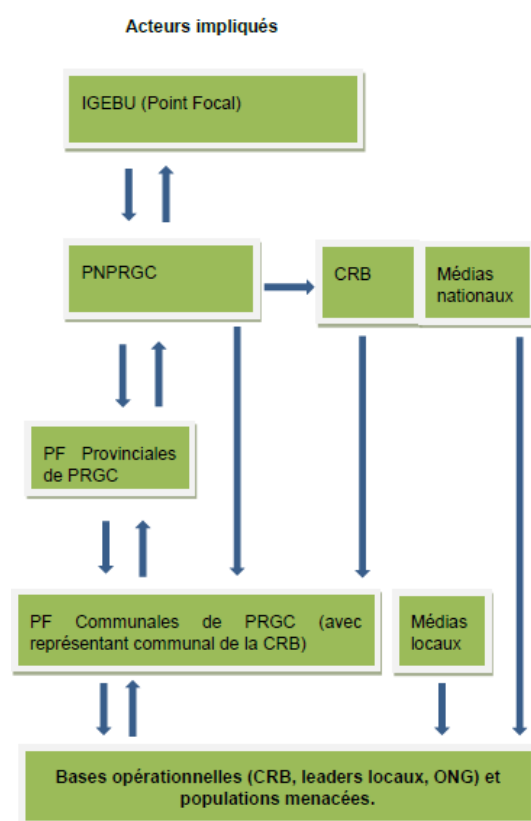 Acteurs impliqués
IGEBU (Point Focal)
PNPRGC
CRB
Médias
nationaux
PF Provinciales
de PRGC
PF Communales de PRGC (avec
représentant communal de la CRB)
Médias
locaux
Bases opérationnelles (CRB, leaders locaux, ONG) et
populations menacées.